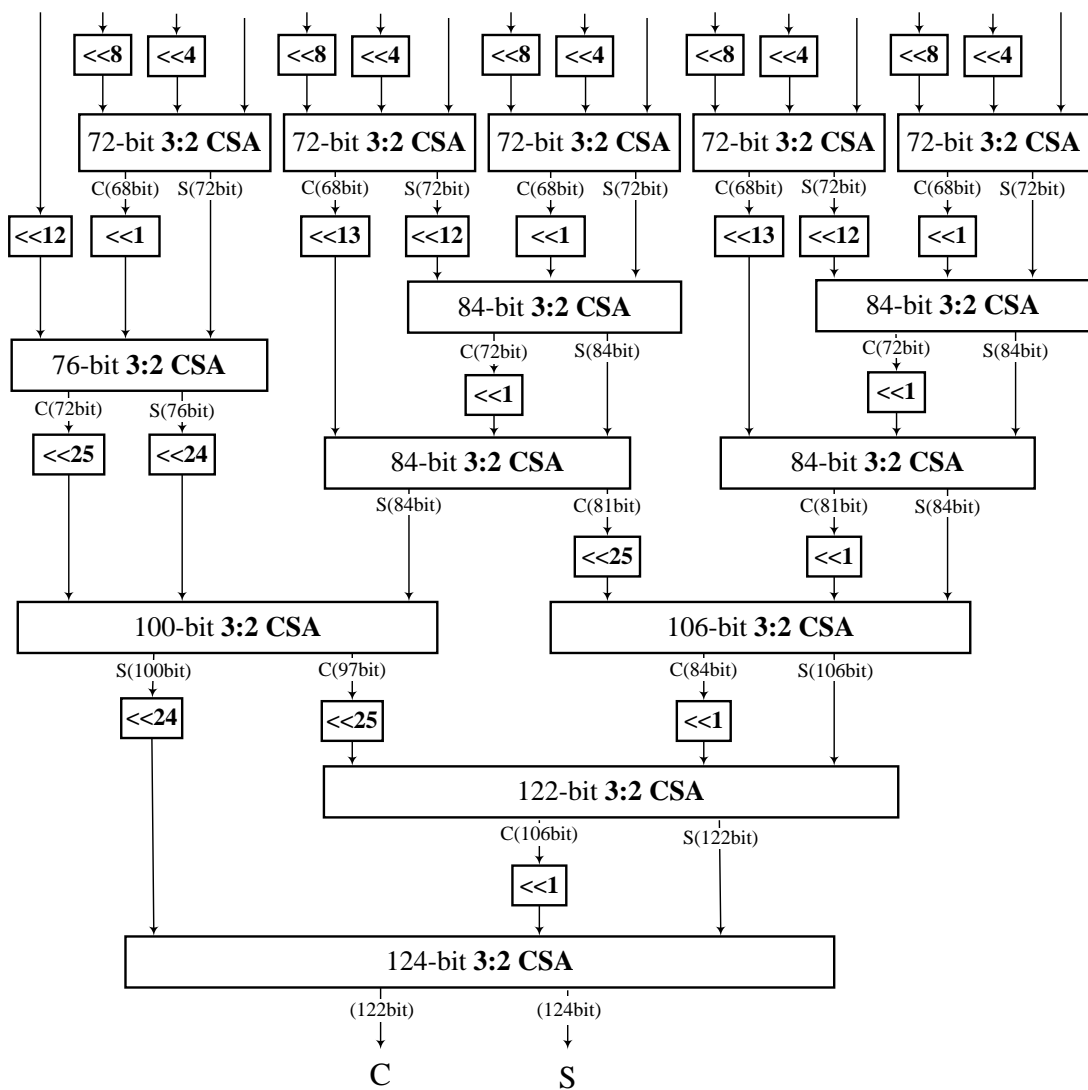 <<8 <<4 <<8 <<4 <<8 <<4 <<8 <<4 <<8 <<4
72-bit 3:2 CSA 72-bit 3:2 CSA 72-bit 3:2 CSA 72-bit 3:2 CSA 72-bit 3:2 CSA
C(68bit) S(72bit) C(68bit) S(72bit) C(68bit) S(72bit) C(68bit) S(72bit) C(68bit) S(72bit)
<<12 <<1 <<13 <<12 <<1 <<13 <<12 <<1
84-bit 3:2 CSA 84-bit 3:2 CSA
C(72bit) S(84bit) C(72bit) S(84bit)
76-bit 3:2 CSA
<<1 <<1
C(72bit) S(76bit)
<<25 <<24 84-bit 3:2 CSA 84-bit 3:2 CSA
S(84bit) C(81bit) C(81bit) S(84bit)
<<25 <<1
100-bit 3:2 CSA 106-bit 3:2 CSA
S(100bit) C(97bit) C(84bit) S(106bit)
<<24 <<25 <<1
122-bit 3:2 CSA
C(106bit) S(122bit)
<<1
124-bit 3:2 CSA
(122bit) (124bit)
C S